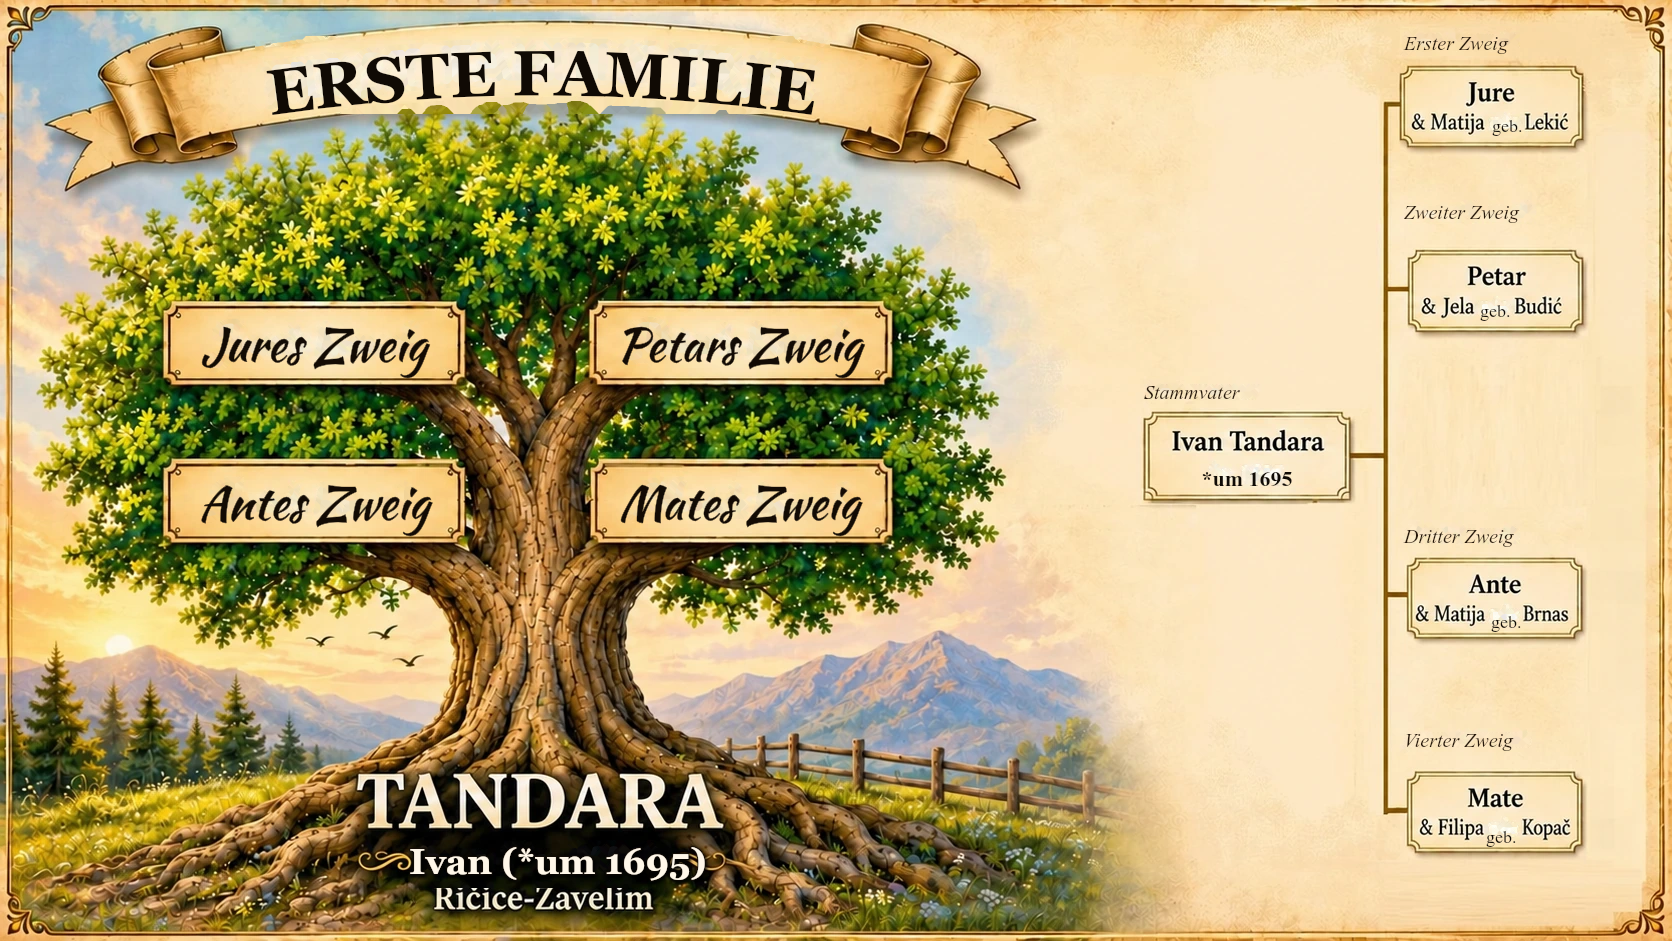 ERSTE FAMILIE
Jures Zweig
Petars Zweig
Antes Zweig
Mates Zweig
TANDARA
Ivan (*um 1695)
Ričice-Zavelim
Stammvater
Ivan Tandara
*um 1695
Erster Zweig
Jure
& Matija geb. Lekić
Zweiter Zweig
Petar
& Jela geb. Budić
Dritter Zweig
Ante
& Matija geb. Brnas
Vierter Zweig
Mate
& Filipa geb. Kopač